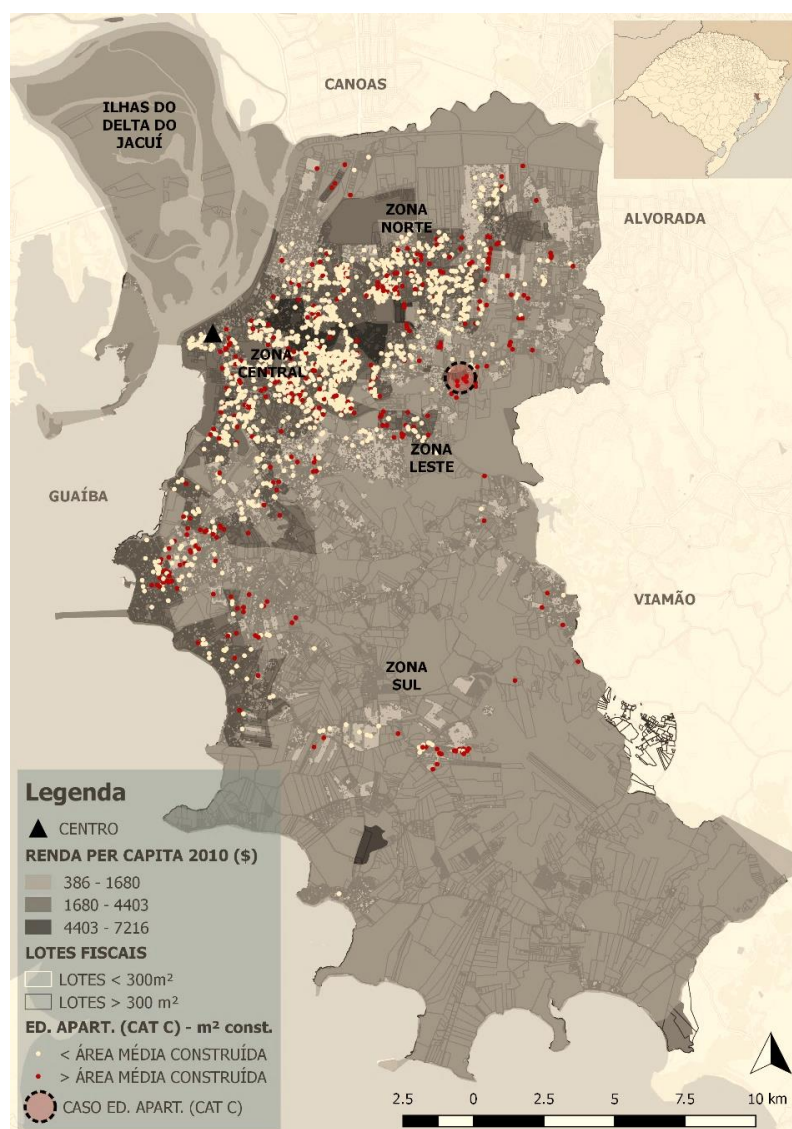 CANOAS
ILHAS DO
DELTA DO
JACUÍ
ZONA
NORTE
ALVORADA
ZONA
CENTRAL
ZONA
LESTE
GUAÍBA
VIAMÃO
ZONA
SUL
Legenda
CENTRO
RENDA PER CAPITA 2010 ($)
386 - 1680
1680 - 4403
4403 - 7216
LOTES FISCAIS
LOTES < 300m²
LOTES > 300 m²
ED. APART. (CAT C) - m² const.
< ÁREA MÉDIA CONSTRUÍDA
> ÁREA MÉDIA CONSTRUÍDA
CASO ED. APART. (CAT C)
2.5 0 2.5 5 7.5 10 km